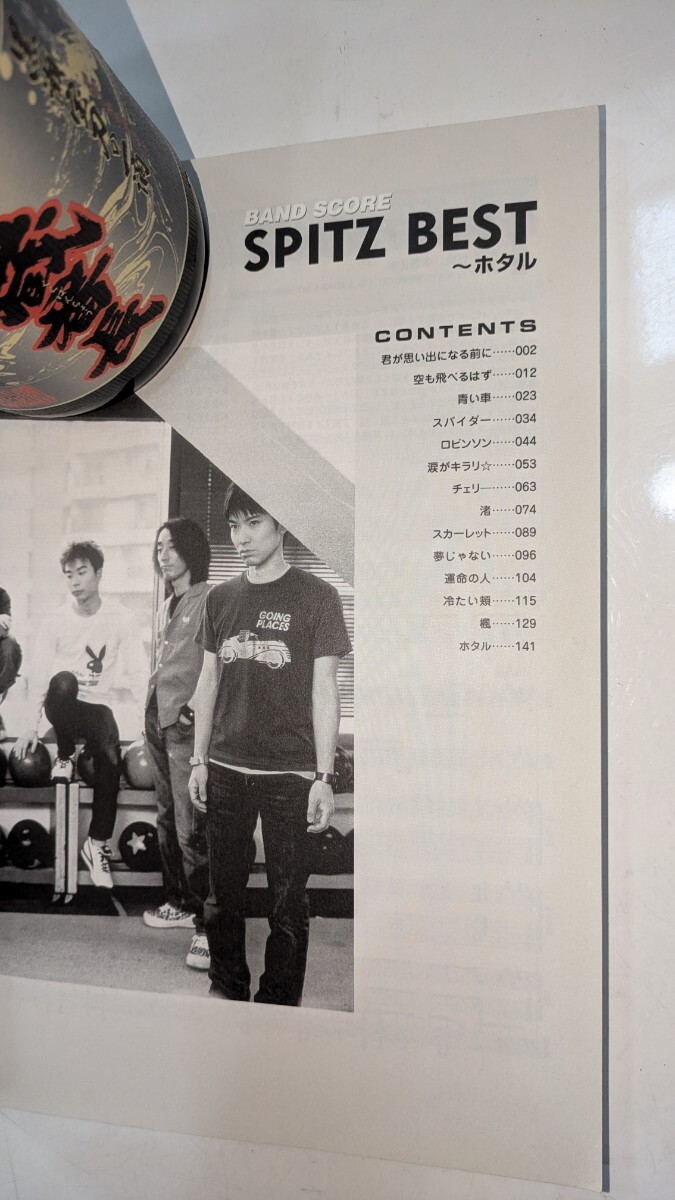 BAND SCORE
SPITZ BEST
～ホタル
CONTENTS
君が思い出になる前に……002
空も飛べるはず……012
青い車……023
スパイダー……034
ロビンソン……044
涙がキラリ☆……053
チェリー……063
渚……074
スカーレット……089
夢じゃない……096
運命の人……104
冷たい頬……115
楓……129
ホタル……141
GOING
PLACES